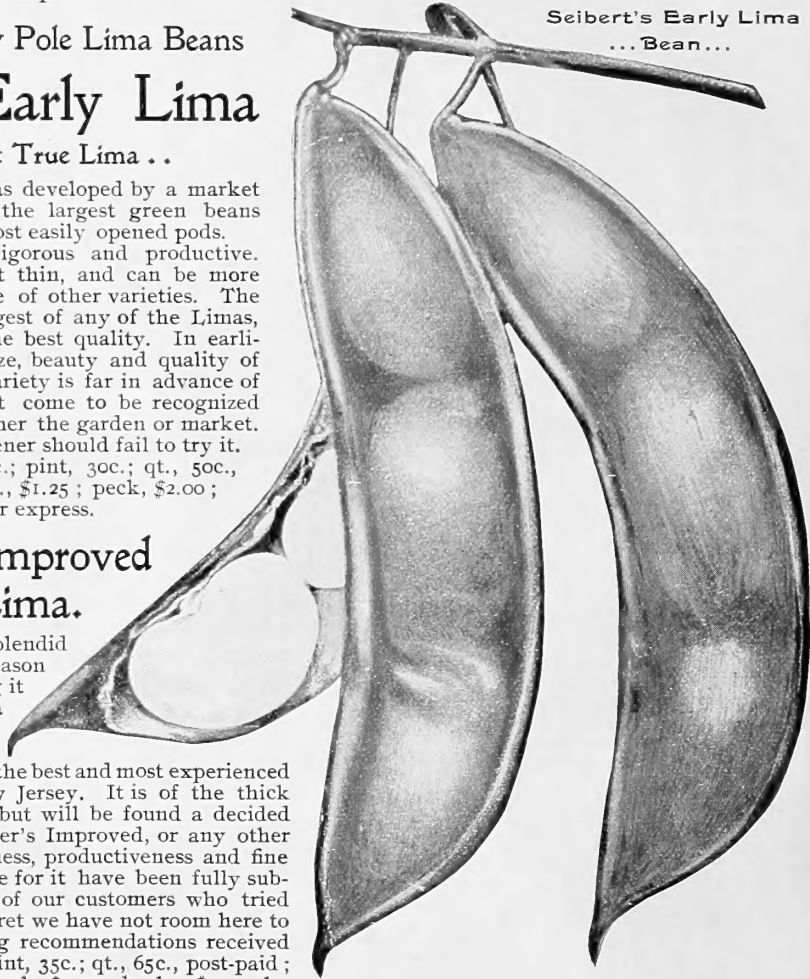 Seibert's Early Lima
...Bean...
Pole Lima Beans
Early Lima
True Lima . .
as developed by a market
the largest green beans
ost easily opened pods.
igorous and productive.
t thin, and can be more
e of other varieties. The
gest of any of the Limas,
e best quality. In earli-
ze, beauty and quality of
ariety is far in advance of
t come to be recognized
her the garden or market.
ener should fail to try it.
c.; pint, 30c.; qt., 50c.,
., $1.25 ; peck, $2.00 ;
r express.
mproved
ima.
plendid
ason
it
the best and most experienced
Jersey. It is of the thick
but will be found a decided
er's Improved, or any other
ness, productiveness and fine
e for it have been fully sub-
of our customers who tried
ret we have not room here to
g recommendations received
int, 35c.; qt., 65c., post-paid ;